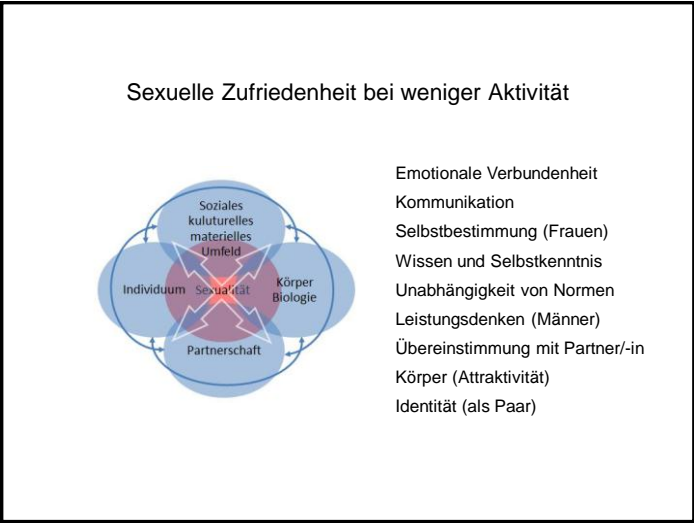 Sexuelle Zufriedenheit bei weniger Aktivität
Soziales
kuluturelles
materielles
Umfeld
Individuum
Sexualität
Körper
Biologie
Partnerschaft
Emotionale Verbundenheit
Kommunikation
Selbstbestimmung (Frauen)
Wissen und Selbstkenntnis
Unabhängigkeit von Normen
Leistungsdenken (Männer)
Übereinstimmung mit Partner/-in
Körper (Attraktivität)
Identität (als Paar)